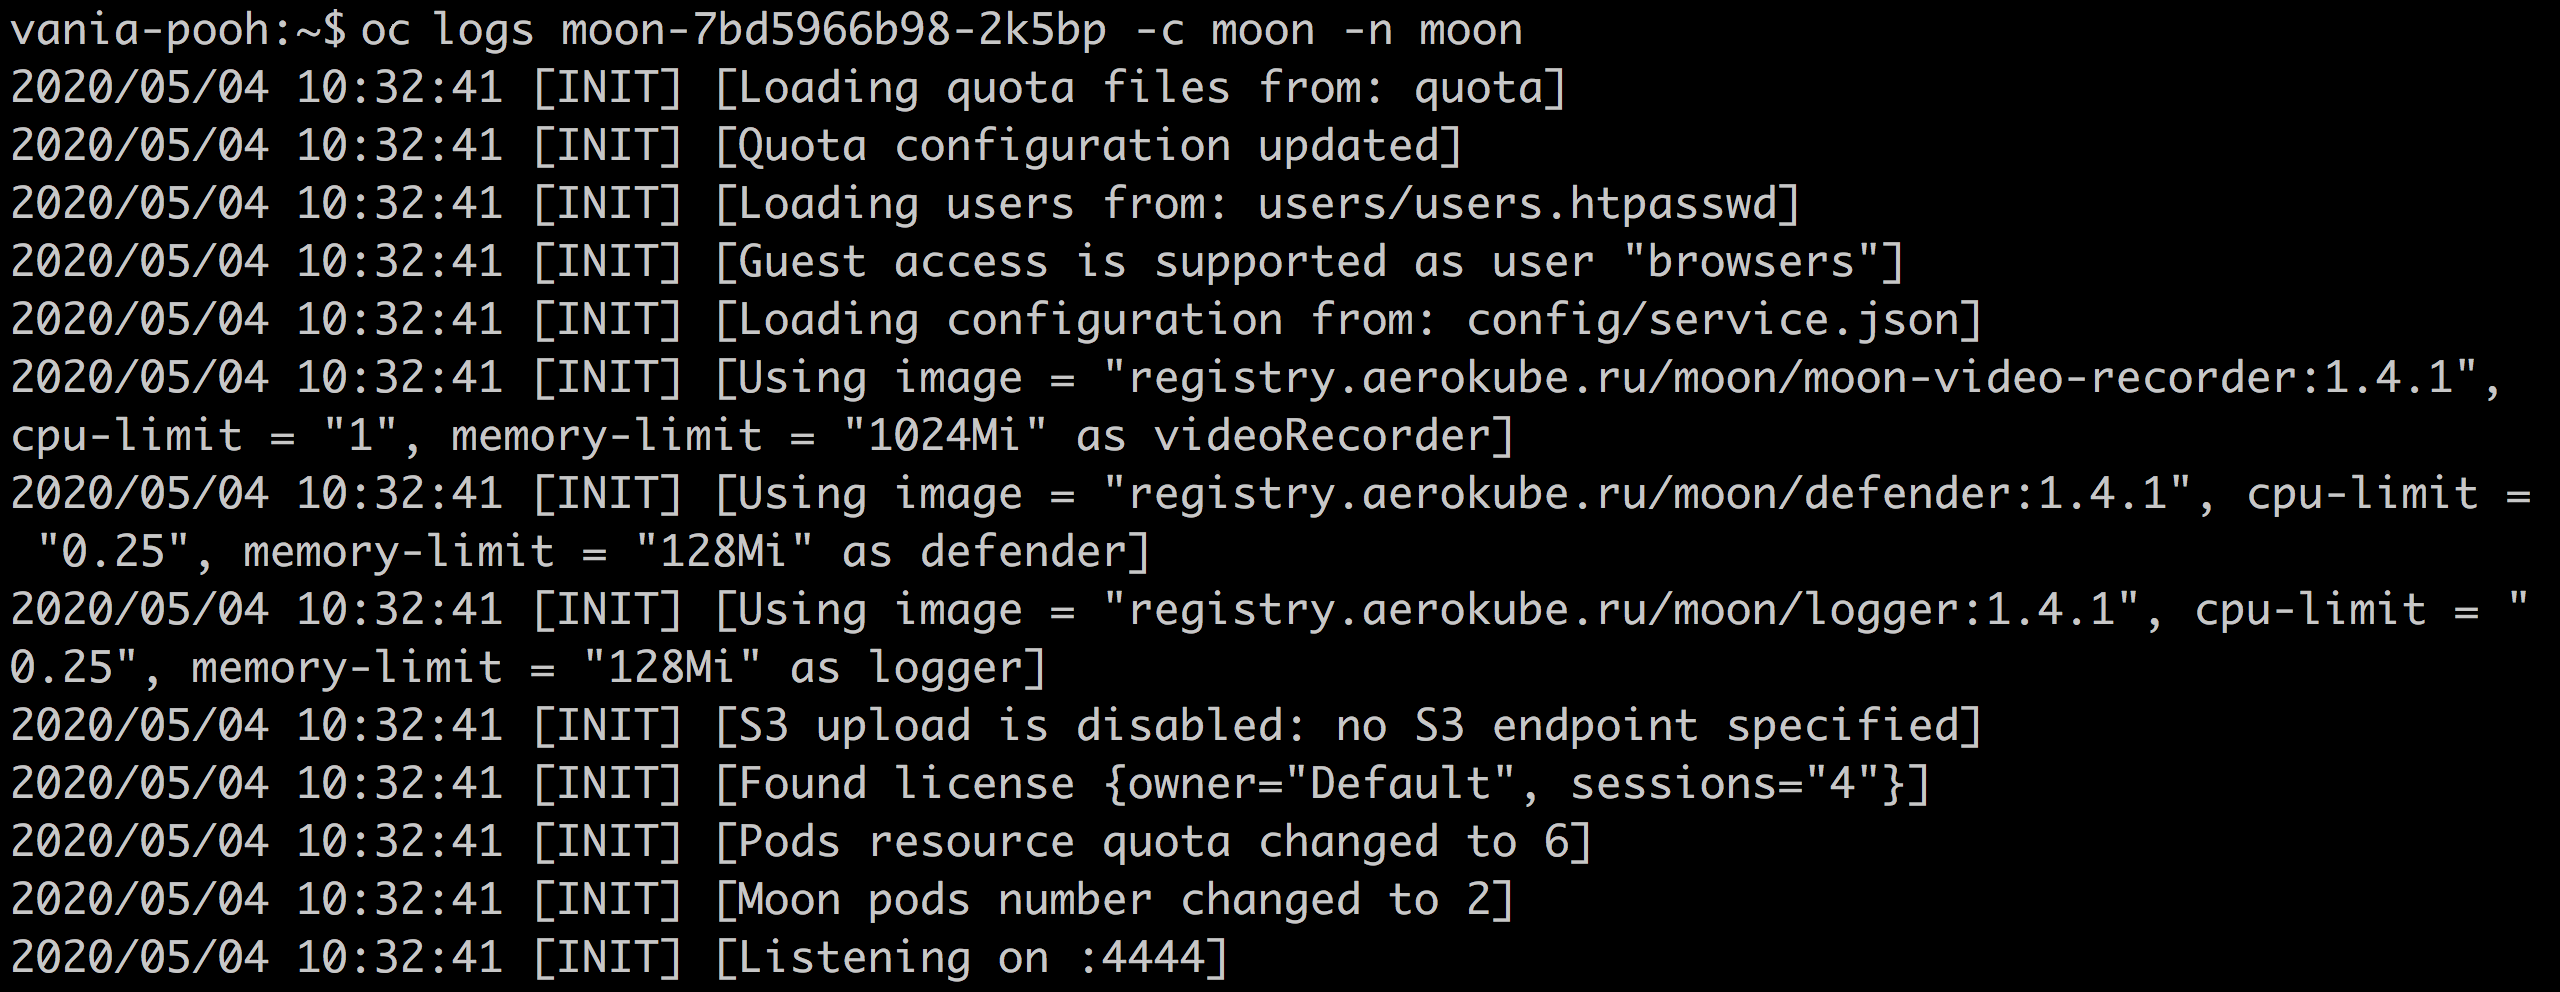 vania-pooh:~$ oc logs moon-7bd5966b98-2k5bp -c moon -n moon
2020/05/04 10:32:41 [INIT] [Loading quota files from: quota]
2020/05/04 10:32:41 [INIT] [Quota configuration updated]
2020/05/04 10:32:41 [INIT] [Loading users from: users/users.htpasswd]
2020/05/04 10:32:41 [INIT] [Guest access is supported as user "browsers"]
2020/05/04 10:32:41 [INIT] [Loading configuration from: config/service.json]
2020/05/04 10:32:41 [INIT] [Using image = "registry.aerokube.ru/moon/moon-video-recorder:1.4.1",
cpu-limit = "1", memory-limit = "1024Mi" as videoRecorder]
2020/05/04 10:32:41 [INIT] [Using image = "registry.aerokube.ru/moon/defender:1.4.1", cpu-limit =
 "0.25", memory-limit = "128Mi" as defender]
2020/05/04 10:32:41 [INIT] [Using image = "registry.aerokube.ru/moon/logger:1.4.1", cpu-limit = "
0.25", memory-limit = "128Mi" as logger]
2020/05/04 10:32:41 [INIT] [S3 upload is disabled: no S3 endpoint specified]
2020/05/04 10:32:41 [INIT] [Found license {owner="Default", sessions="4"}]
2020/05/04 10:32:41 [INIT] [Pods resource quota changed to 6]
2020/05/04 10:32:41 [INIT] [Moon pods number changed to 2]
2020/05/04 10:32:41 [INIT] [Listening on :4444]